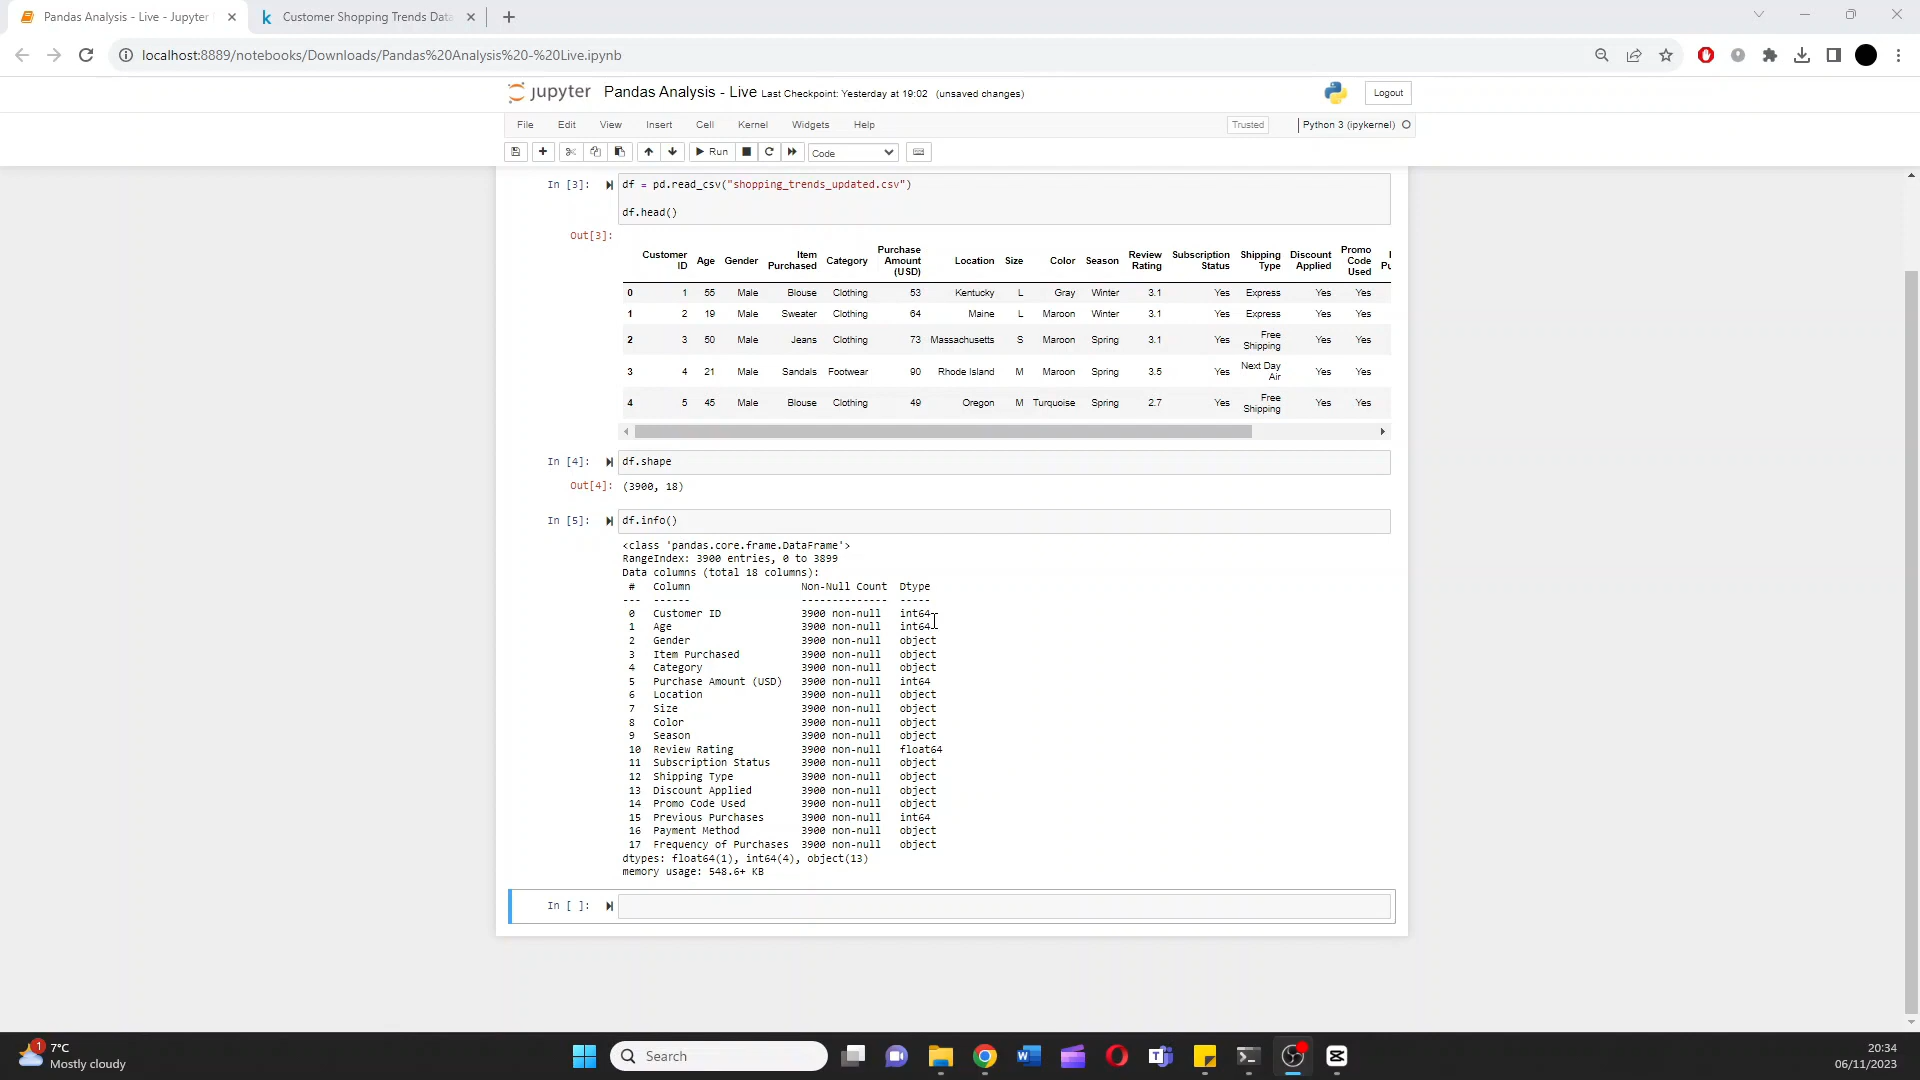 Pandas Analysis - Live - Jupyter
Customer Shopping Trends Data
localhost:8889/notebooks/Downloads/Pandas%20Analysis%20-%20Live.ipynb
jupyter Pandas Analysis - Live Last Checkpoint: Yesterday at 19:02 (unsaved changes)
Logout
File Edit View Insert Cell Kernel Widgets Help
Trusted Python 3 (ipykernel)
Run Code
In [3]: df = pd.read_csv("shopping_trends_updated.csv")
df.head()
Out[3]:
Customer ID Age Gender Item Purchased Category Purchase Amount (USD) Location Size Color Season Review Rating Subscription Status Shipping Type Discount Applied Promo Code Used
0 1 55 Male Blouse Clothing 53 Kentucky L Gray Winter 3.1 Yes Express Yes Yes
1 2 19 Male Sweater Clothing 64 Maine L Maroon Winter 3.1 Yes Express Yes Yes
2 3 50 Male Jeans Clothing 73 Massachusetts S Maroon Spring 3.1 Yes Free Shipping Yes Yes
3 4 21 Male Sandals Footwear 90 Rhode Island M Maroon Spring 3.5 Yes Next Day Air Yes Yes
4 5 45 Male Blouse Clothing 49 Oregon M Turquoise Spring 2.7 Yes Free Shipping Yes Yes
In [4]: df.shape
Out[4]: (3900, 18)
In [5]: df.info()
<class 'pandas.core.frame.DataFrame'>
RangeIndex: 3900 entries, 0 to 3899
Data columns (total 18 columns):
# Column Non-Null Count Dtype
--- ------ -------------- -----
0 Customer ID 3900 non-null int64
1 Age 3900 non-null int64
2 Gender 3900 non-null object
3 Item Purchased 3900 non-null object
4 Category 3900 non-null object
5 Purchase Amount (USD) 3900 non-null int64
6 Location 3900 non-null object
7 Size 3900 non-null object
8 Color 3900 non-null object
9 Season 3900 non-null object
10 Review Rating 3900 non-null float64
11 Subscription Status 3900 non-null object
12 Shipping Type 3900 non-null object
13 Discount Applied 3900 non-null object
14 Promo Code Used 3900 non-null object
15 Previous Purchases 3900 non-null int64
16 Payment Method 3900 non-null object
17 Frequency of Purchases 3900 non-null object
dtypes: float64(1), int64(4), object(13)
memory usage: 548.6+ KB
In [ ]:
1
7°C
Mostly cloudy
Search
20:34
06/11/2023